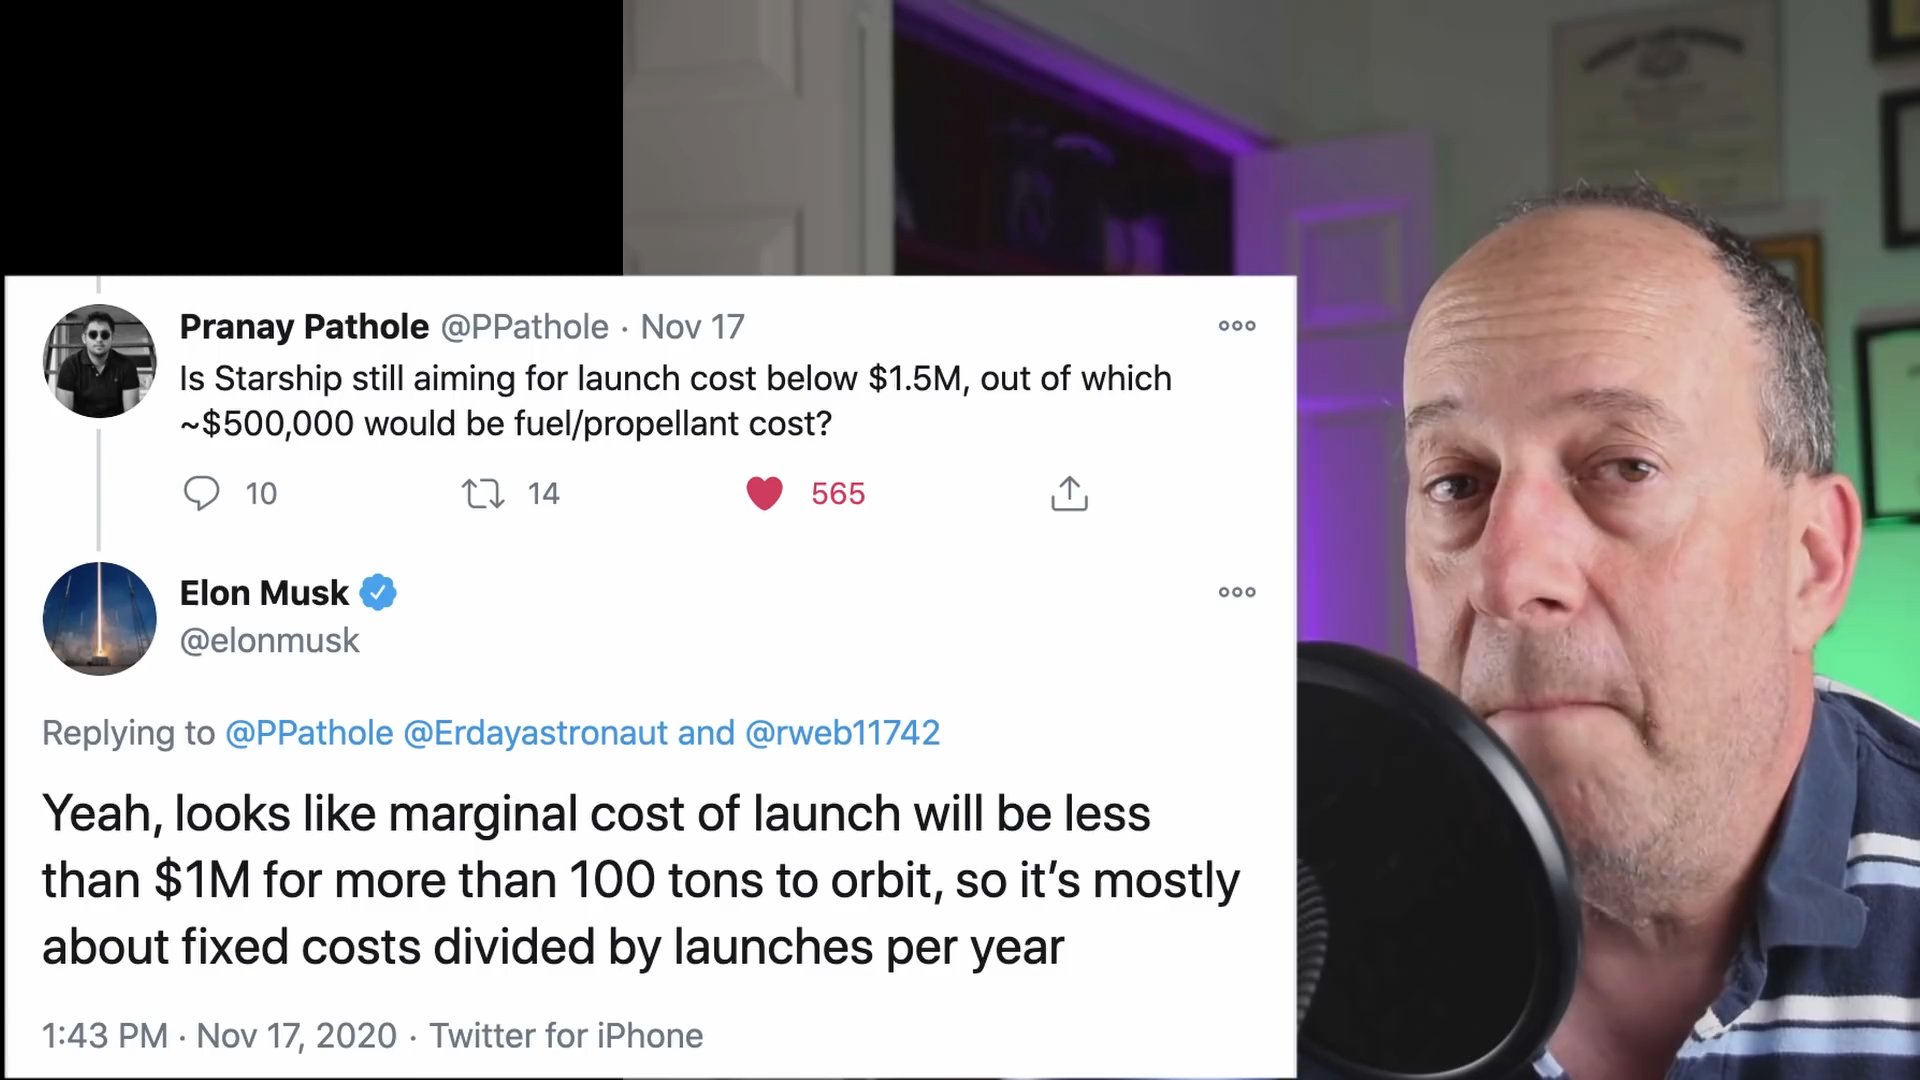 Pranay Pathole @PPathole · Nov 17
Is Starship still aiming for launch cost below $1.5M, out of which
~$500,000 would be fuel/propellant cost?
10 14 565
Elon Musk
@elonmusk
Replying to @PPathole @Erdayastronaut and @rweb11742
Yeah, looks like marginal cost of launch will be less
than $1M for more than 100 tons to orbit, so it’s mostly
about fixed costs divided by launches per year
1:43 PM · Nov 17, 2020 · Twitter for iPhone